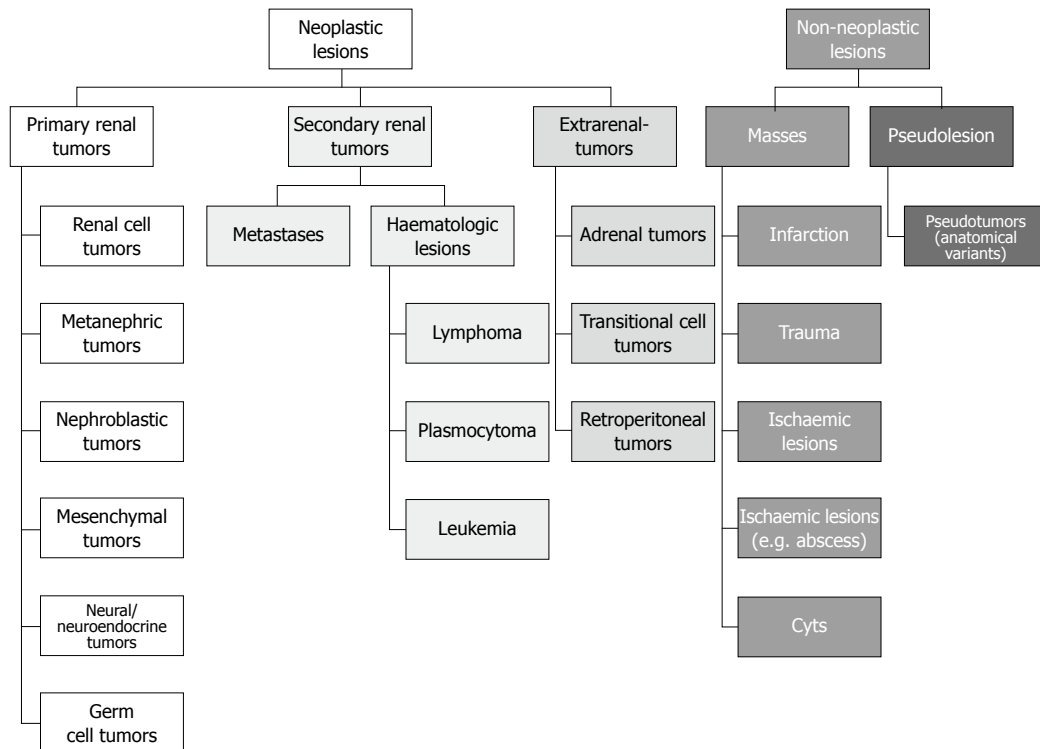 Neoplastic
lesions
Non-neoplastic
lesions
Primary renal
tumors
Secondary renal
tumors
Extrarenal-
tumors
Masses
Pseudolesion
Renal cell
tumors
Metastases
Haematologic
lesions
Adrenal tumors
Infarction
Pseudotumors
(anatomical
variants)
Metanephric
tumors
Lymphoma
Transitional cell
tumors
Trauma
Nephroblastic
tumors
Plasmocytoma
Retroperitoneal
tumors
Ischaemic
lesions
Mesenchymal
tumors
Leukemia
Ischaemic lesions
(e.g. abscess)
Neural/
neuroendocrine
tumors
Cyts
Germ
cell tumors